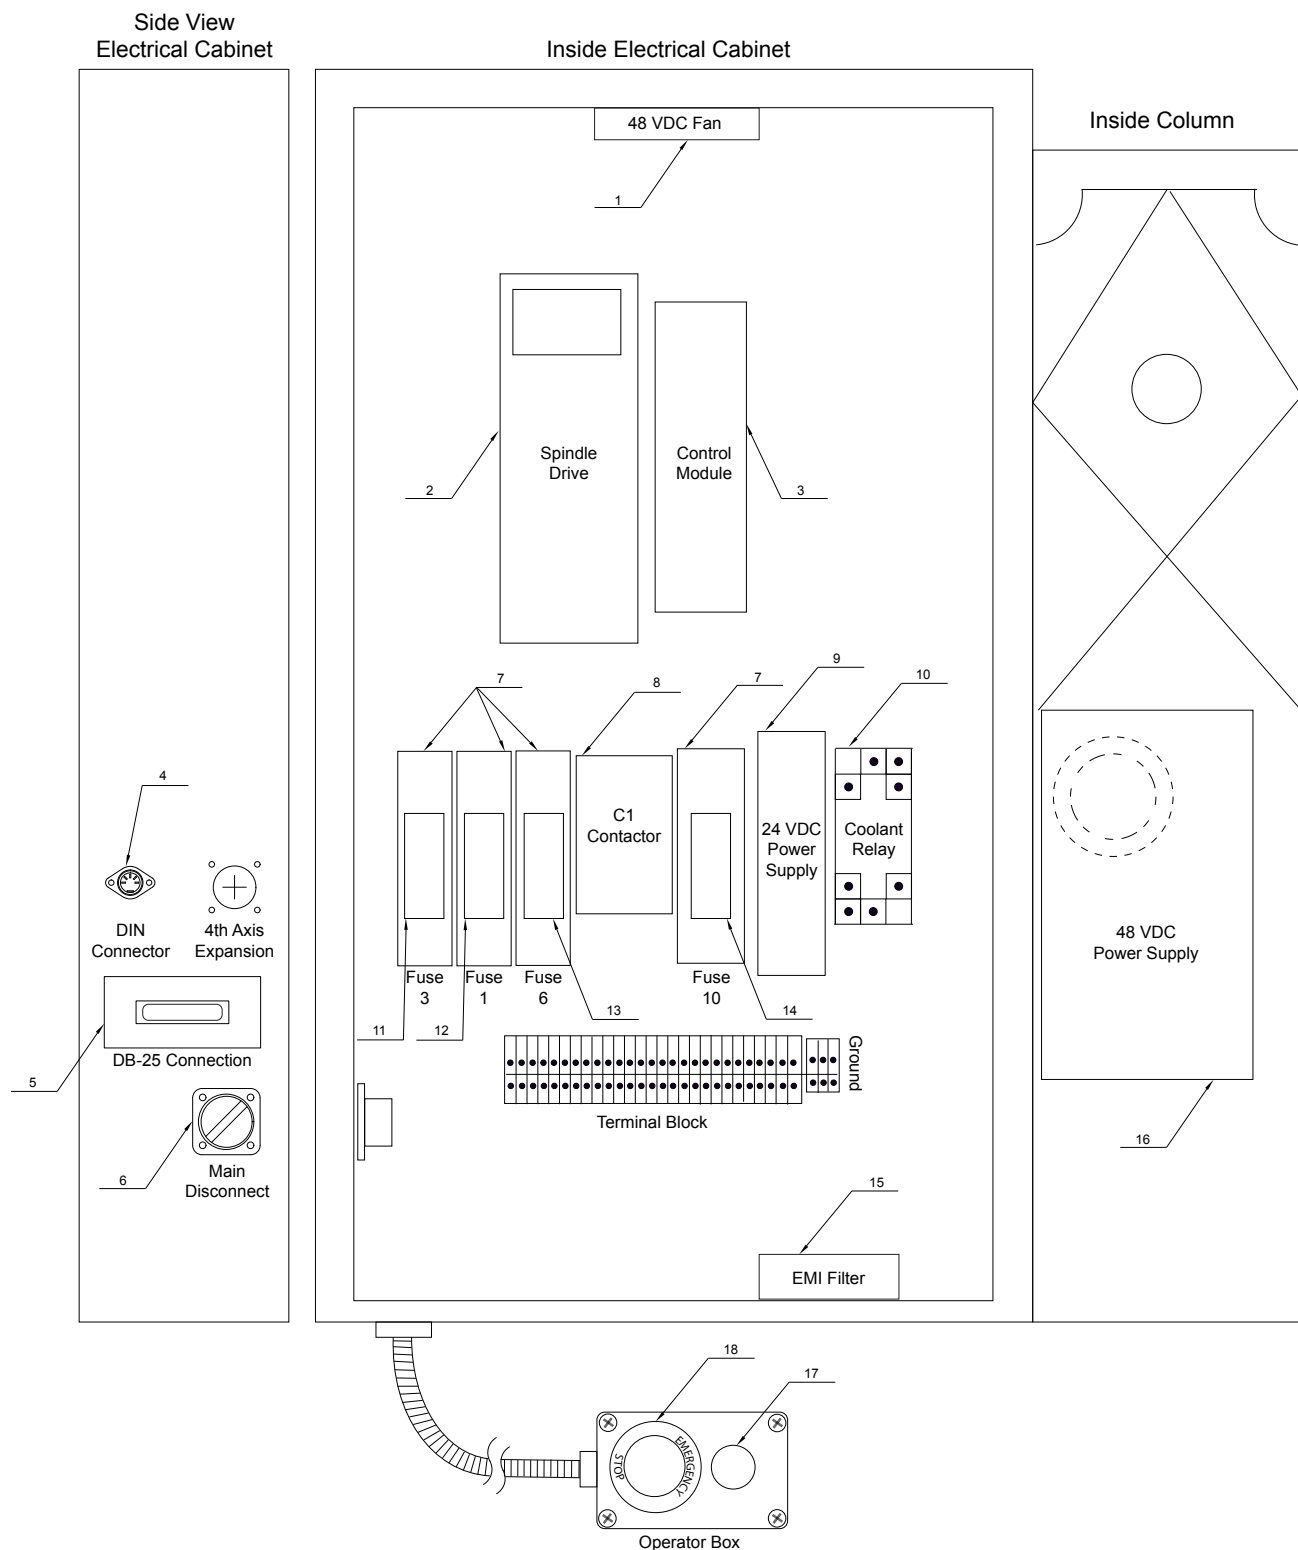 Side View
Electrical Cabinet
Inside Electrical Cabinet
Inside Column
48 VDC Fan
1
Spindle
Drive
Control
Module
2
3
7
8
7
9
10
4
C1
Contactor
24 VDC
Power
Supply
Coolant
Relay
DIN
Connector
4th Axis
Expansion
48 VDC
Power Supply
Fuse
3
Fuse
1
Fuse
6
Fuse
10
11
12
13
14
DB-25 Connection
5
Ground
Terminal Block
6
Main
Disconnect
16
15
EMI Filter
18
17
EMERGENCY
STOP
Operator Box